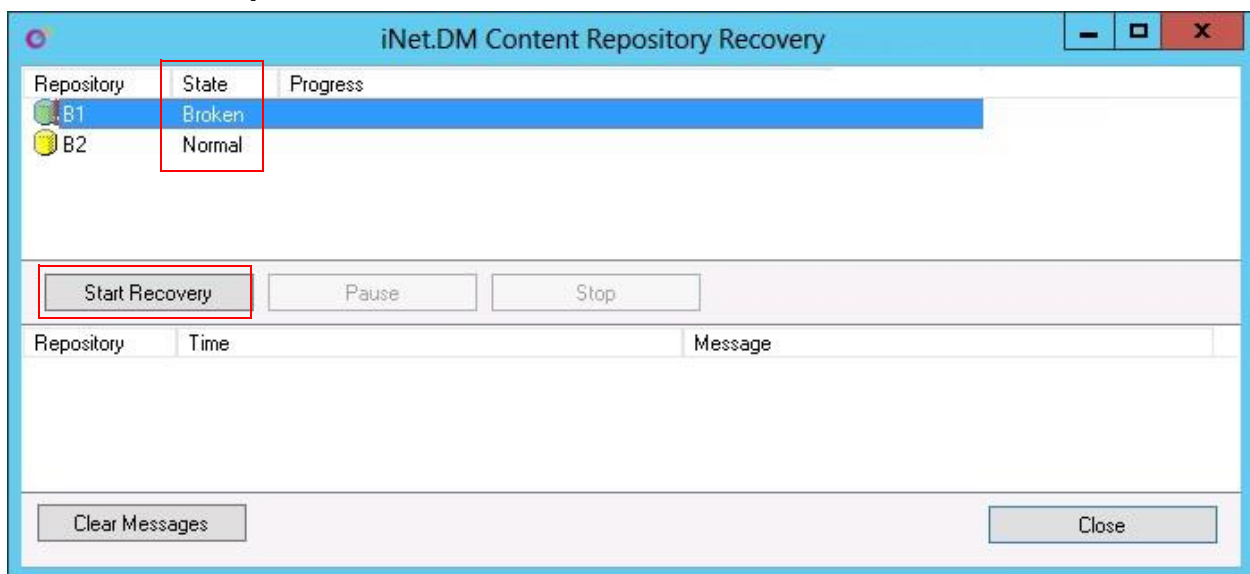 iNet.DM Content Repository Recovery
Repository State Progress
B1 Broken
B2 Normal
Start Recovery Pause Stop
Repository Time Message
Clear Messages Close